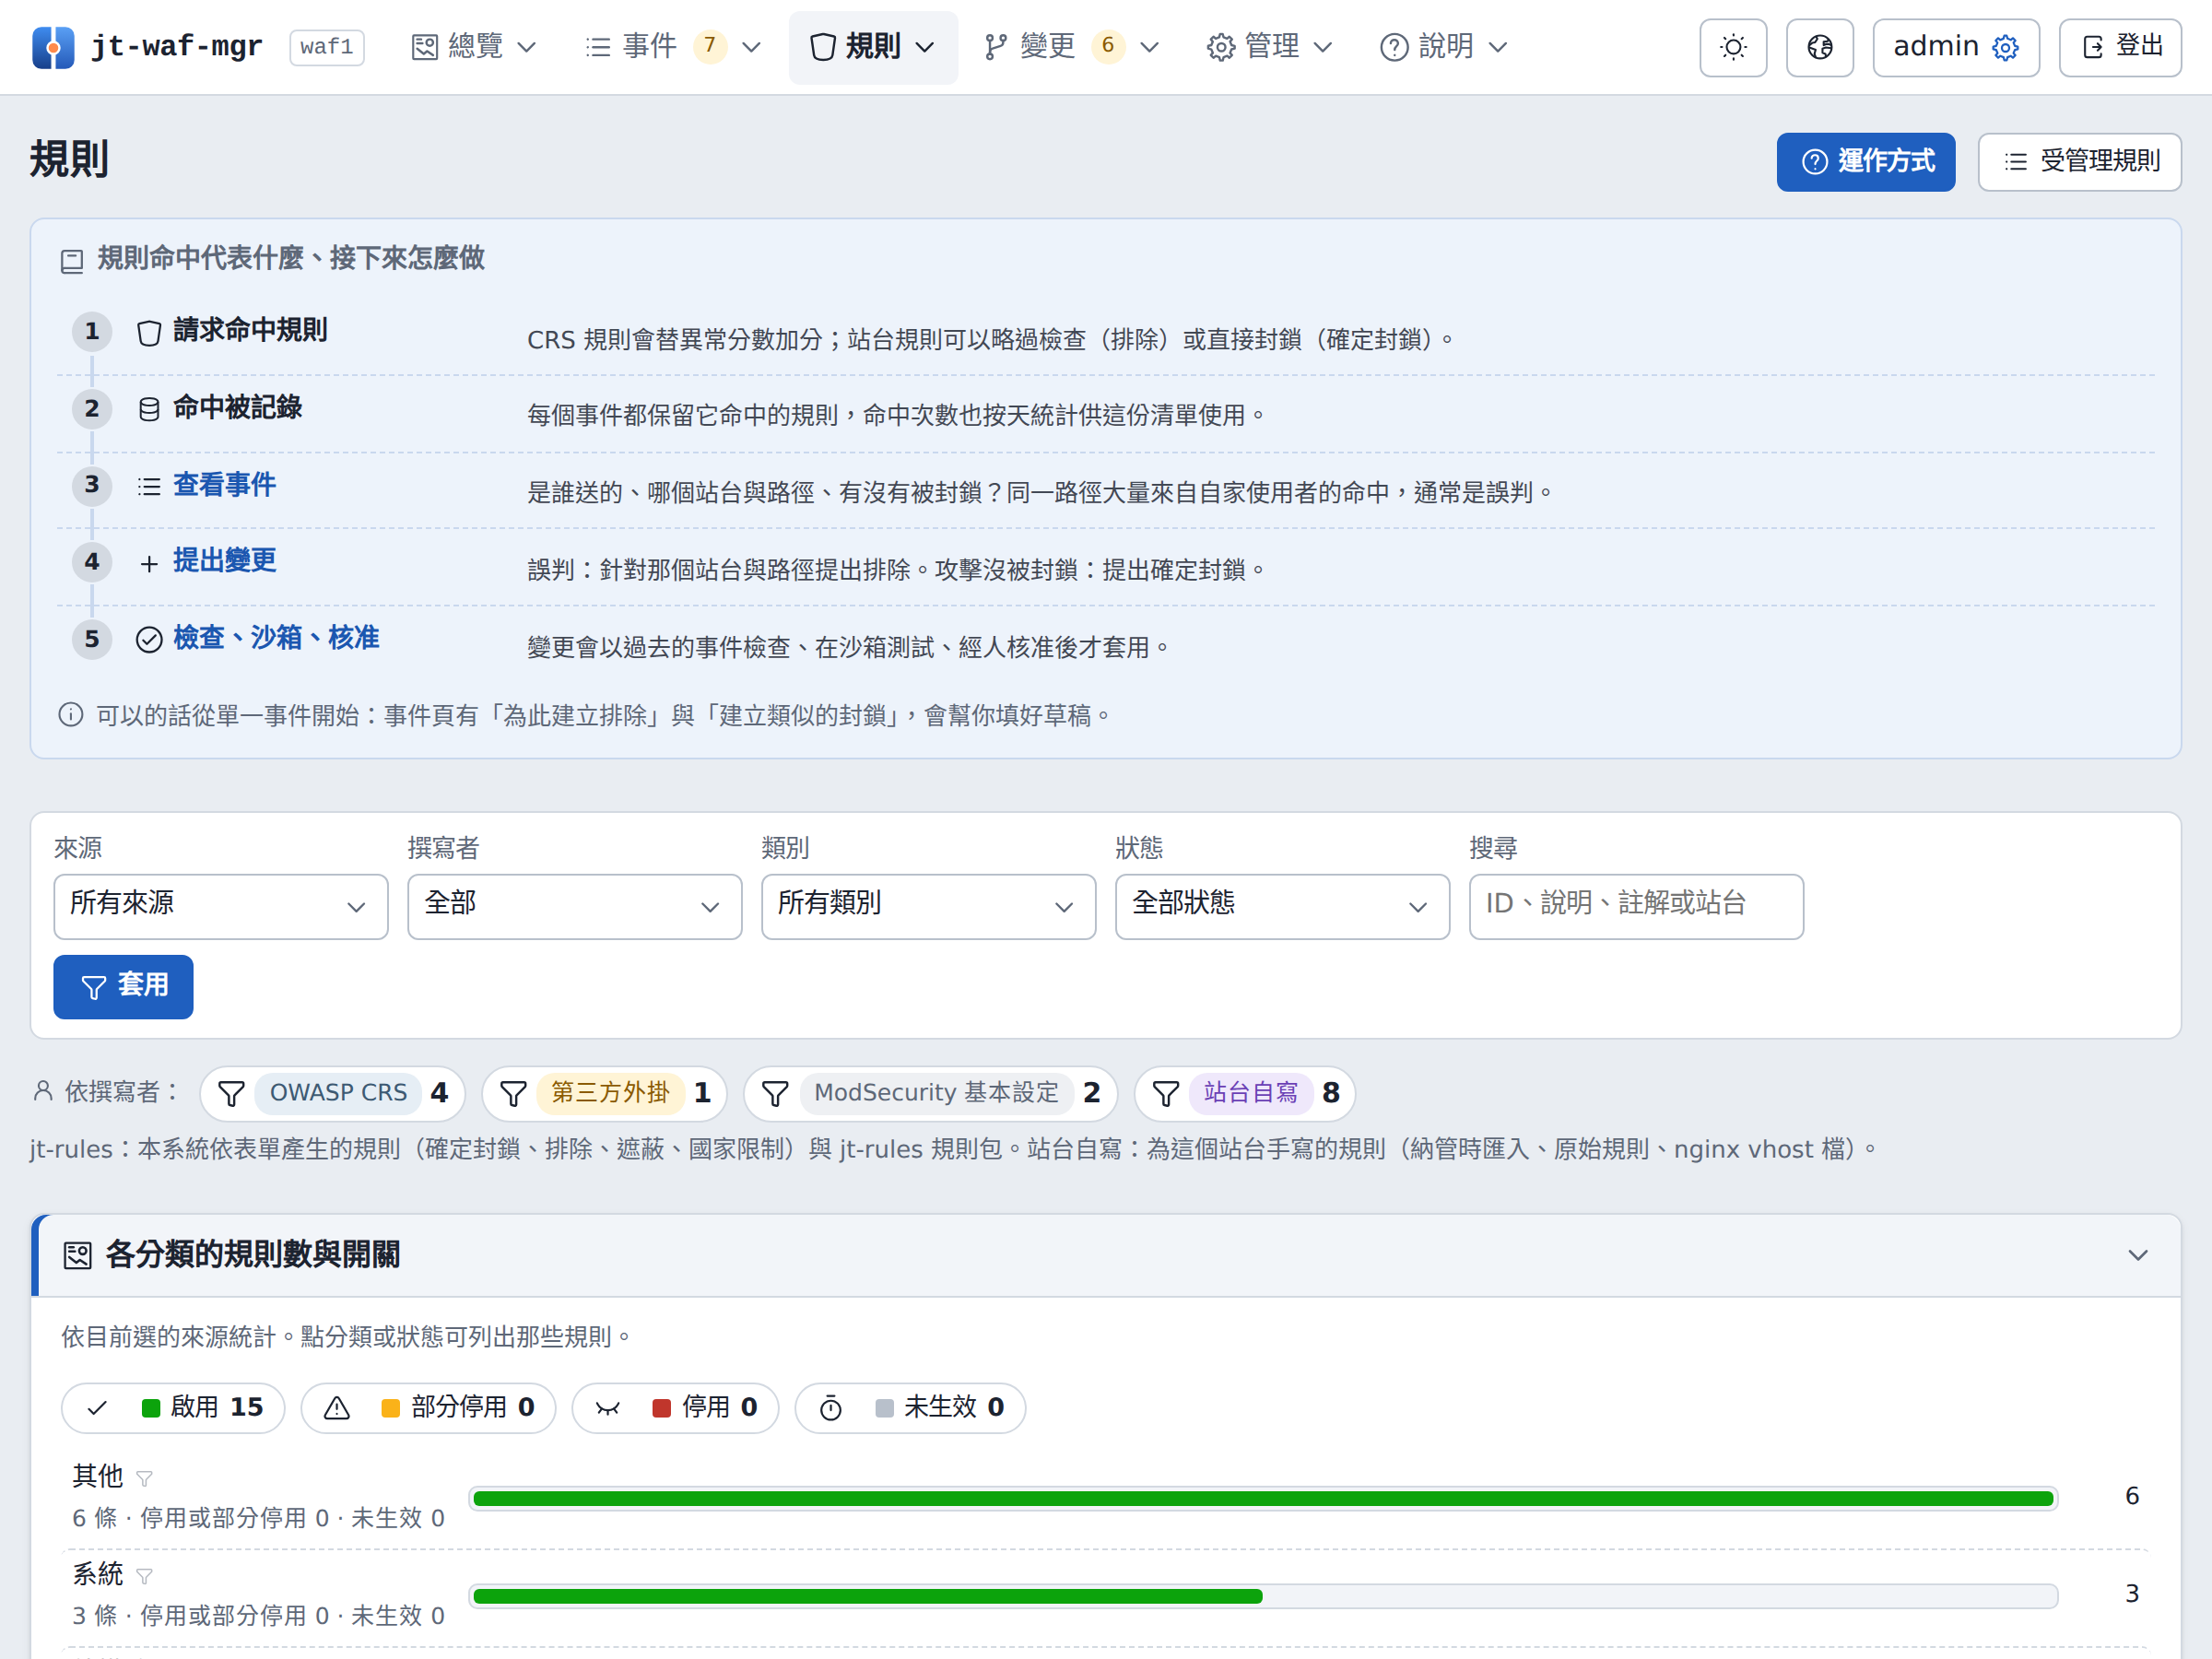 jt-waf-mgr waf1 總覽 事件 7 規則 變更 6 管理 說明 admin 登出
規則 運作方式 受管理規則
規則命中代表什麼、接下來怎麼做
1 請求命中規則 CRS 規則會替異常分數加分；站台規則可以略過檢查（排除）或直接封鎖（確定封鎖）。
2 命中被記錄 每個事件都保留它命中的規則，命中次數也按天統計供這份清單使用。
3 查看事件 是誰送的、哪個站台與路徑、有沒有被封鎖？同一路徑大量來自自家使用者的命中，通常是誤判。
4 提出變更 誤判：針對那個站台與路徑提出排除。攻擊沒被封鎖：提出確定封鎖。
5 檢查、沙箱、核准 變更會以過去的事件檢查、在沙箱測試、經人核准後才套用。
可以的話從單一事件開始：事件頁有「為此建立排除」與「建立類似的封鎖」，會幫你填好草稿。
來源 撰寫者 類別 狀態 搜尋
所有來源 全部 所有類別 全部狀態 ID、說明、註解或站台
套用
依撰寫者： OWASP CRS 4 第三方外掛 1 ModSecurity 基本設定 2 站台自寫 8
jt-rules：本系統依表單產生的規則（確定封鎖、排除、遮蔽、國家限制）與 jt-rules 規則包。站台自寫：為這個站台手寫的規則（納管時匯入、原始規則、nginx vhost 檔）。
各分類的規則數與開關
依目前選的來源統計。點分類或狀態可列出那些規則。
啟用 15 部分停用 0 停用 0 未生效 0
其他
6 條 · 停用或部分停用 0 · 未生效 0 6
系統
3 條 · 停用或部分停用 0 · 未生效 0 3